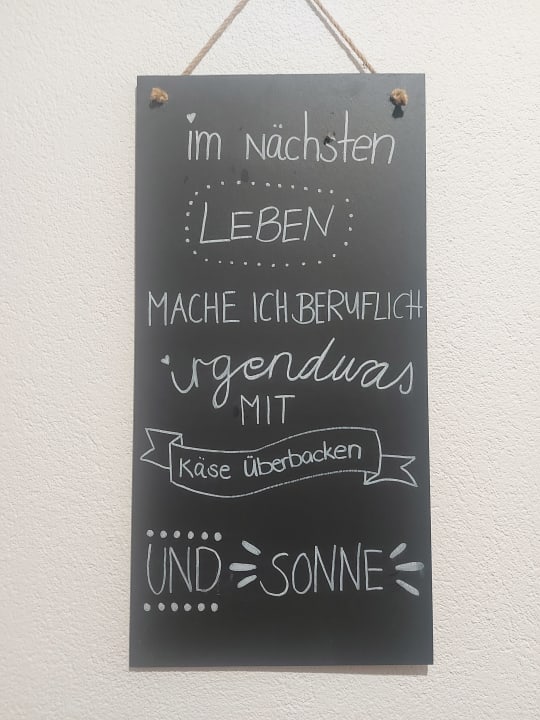 im Nächsten
LEBEN
MACHE ICH BERUFLICH
irgendwas
MIT
Käse Überbacken
UND SONNE